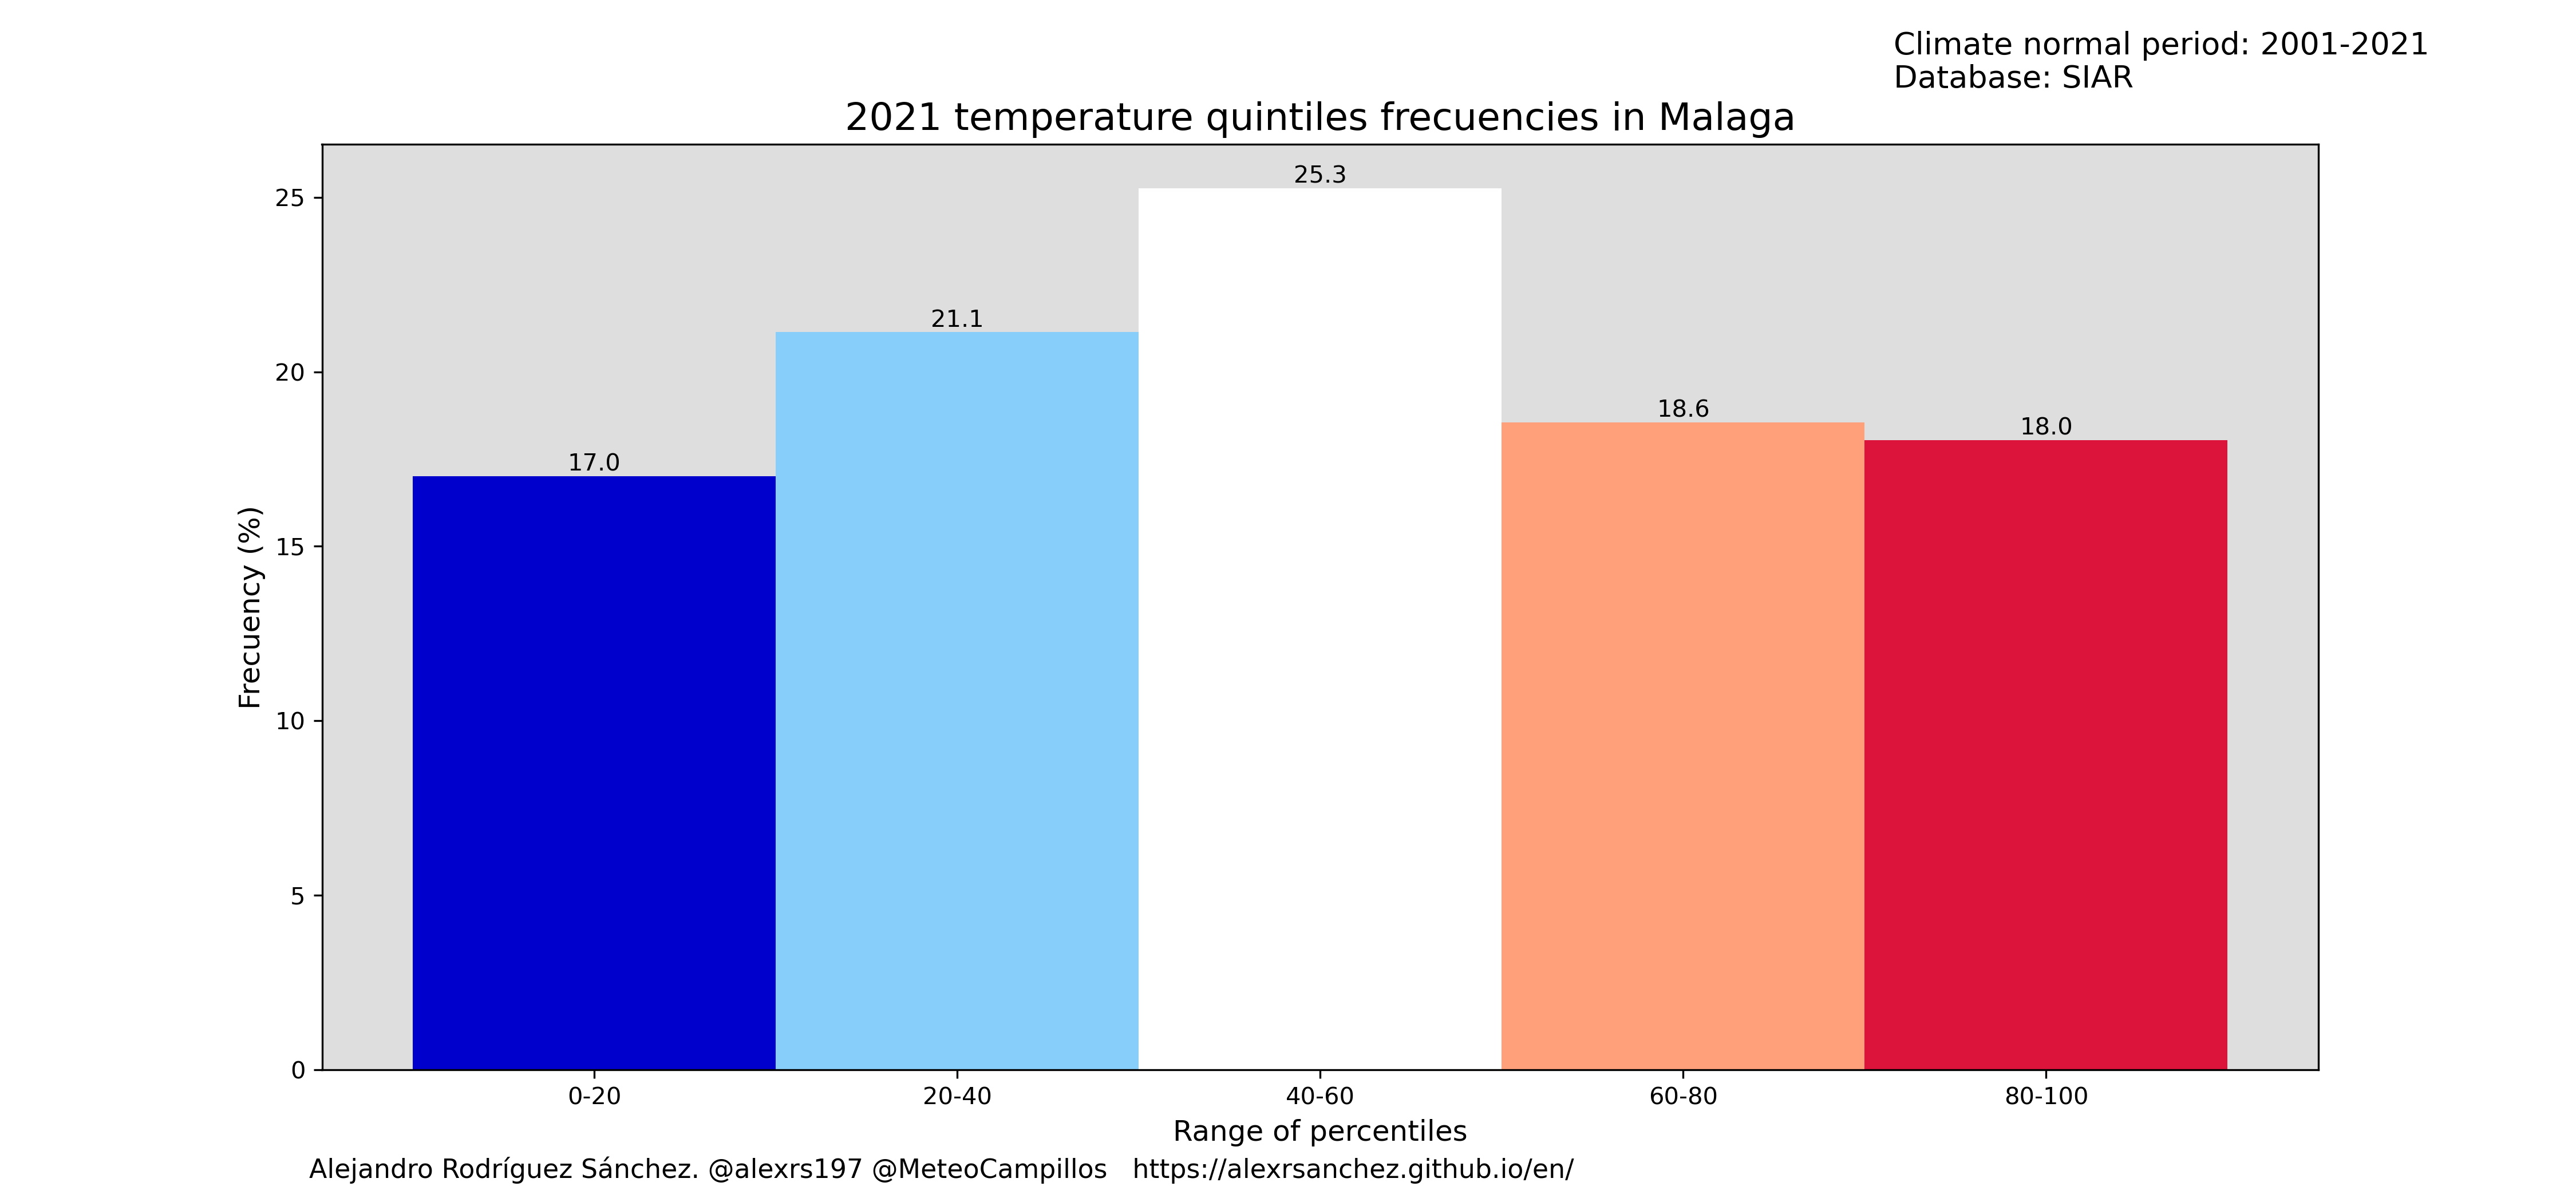 Climate normal period: 2001-2021
Database: SIAR
2021 temperature quintiles frecuencies in Malaga
25.3
25
21.1
20
18.6
18.0
17.0
Frecuency (%)
15
10
5
0
0-20 20-40 40-60 60-80 80-100
Range of percentiles
Alejandro Rodríguez Sánchez. @alexrs197 @MeteoCampillos https://alexrsanchez.github.io/en/